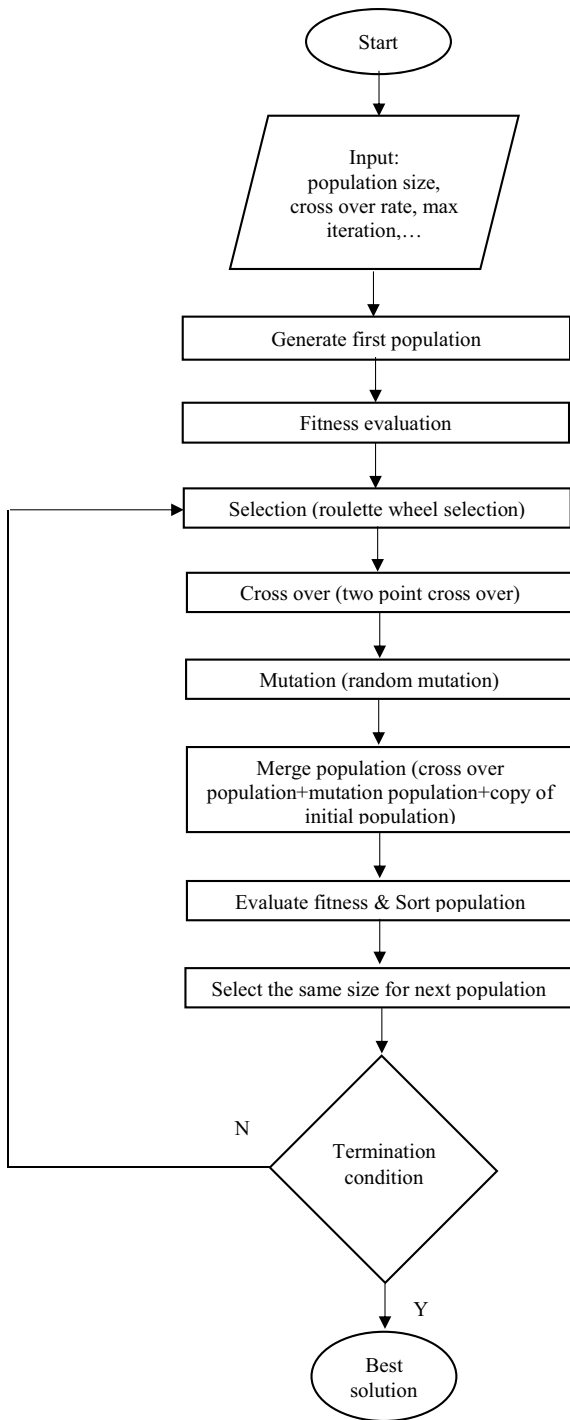 Start
Input:
population size,
cross over rate, max
iteration,…
Generate first population
Fitness evaluation
Selection (roulette wheel selection)
Cross over (two point cross over)
Mutation (random mutation)
Merge population (cross over
population+mutation population+copy of
initial population)
Evaluate fitness & Sort population
Select the same size for next population
N
Termination
condition
Y
Best
solution